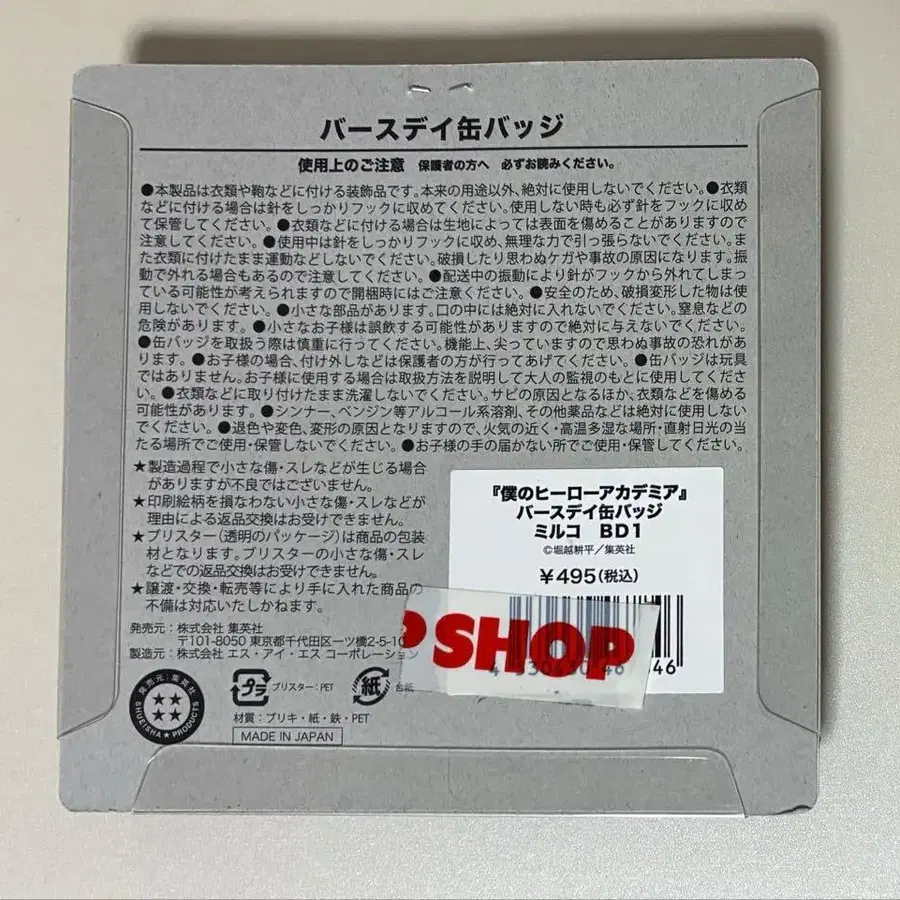 バースデイ缶バッジ
使用上のご注意 保護者の方へ 必ずお読みください。
●本製品は衣類や鞄などに付ける装飾品です。本来の用途以外、絶対に使用しないでください。●衣類
などに付ける場合は針をしっかりフックに収めてください。使用しない時も必ず針をフックに収め
て保管してください。●衣類などに付ける場合は生地によっては表面を傷めることがありますので
注意してください。●使用中は針をしっかりフックに収め、無理な力で引っ張らないでください。ま
た衣類に付けたまま運動などしないでください。破損したり思わぬケガや事故の原因になります。振
動で外れる場合もあるので注意してください。●配送中の振動により針がフックから外れてしまっ
ている可能性が考えられますので開梱時にはご注意ください。●安全のため、破損変形した物は使
用しないでください。●小さな部品があります。口の中には絶対に入れないでください。窒息などの
危険があります。●小さなお子様は誤飲する可能性がありますので絶対に与えないでください。
●缶バッジを取扱う際は慎重に行ってください。機能上、尖っていますので思わぬ事故の恐れがあ
ります。●お子様の場合、付け外しなどは保護者の方が行ってあげてください。●缶バッジは玩具
ではありません。お子様に使用する場合は取扱方法を説明して大人の監視のもとに使用してくださ
い。●衣類などに取り付けたまま洗濯しないでください。サビの原因となるほか、衣類などを傷める
可能性があります。●シンナー、ベンジン等アルコール系溶剤、その他薬品などは絶対に使用しない
でください。●退色や変色、変形の原因となりますので、火気の近く・高温多湿な場所・直射日光の当
たる場所でご使用・保管しないでください。●お子様の手の届かない所でご使用・保管してください。
★製造過程で小さな傷・スレなどが生じる場合
がありますが不良ではございません。
★印刷絵柄を損なわない小さな傷・スレなどが
理由による返品交換はお受けできません。
★ブリスター(透明のパッケージ)は商品の包装
材となります。ブリスターの小さな傷・スレ
などでの返品交換はお受けできません。
★譲渡・交換・転売等により手に入れた商品の
不備は対応いたしかねます。
発売元：株式会社 集英社
〒101-8050 東京都千代田区一ツ橋2-5-10
製造元：株式会社 エス・アイ・エス コーポレーション
発売元：集英社
SHUEISHA★PRODUCTS
プラ ブリスター：PET 紙 台紙
材質：ブリキ・紙・鉄・PET
MADE IN JAPAN
『僕のヒーローアカデミア』
バースデイ缶バッジ
ミルコ BD1
©堀越耕平／集英社
￥495(税込)
P SHOP